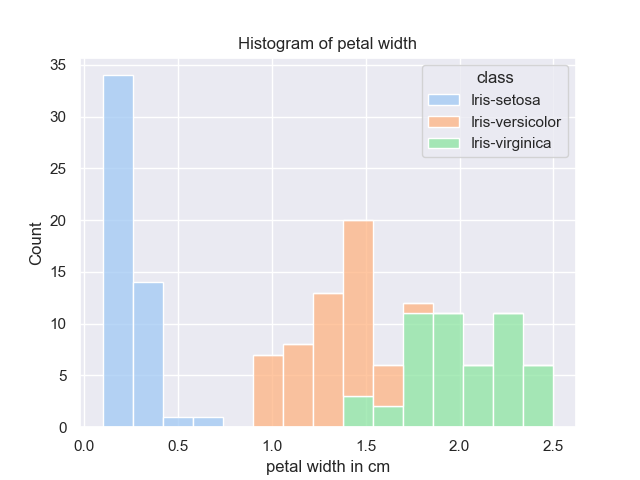 Histogram of petal width
class
Iris-setosa
Iris-versicolor
Iris-virginica
Count
35
30
25
20
15
10
5
0
0.0 0.5 1.0 1.5 2.0 2.5
petal width in cm